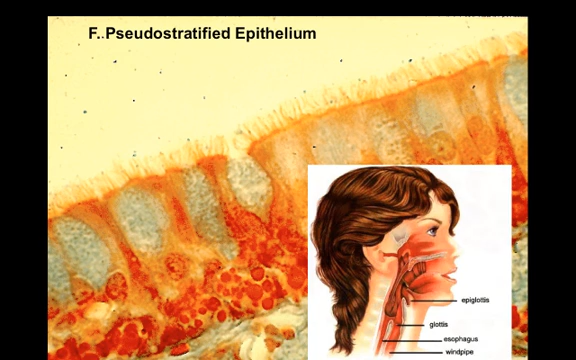 F. Pseudostratified Epithelium
epiglottis
glottis
esophagus
windpipe